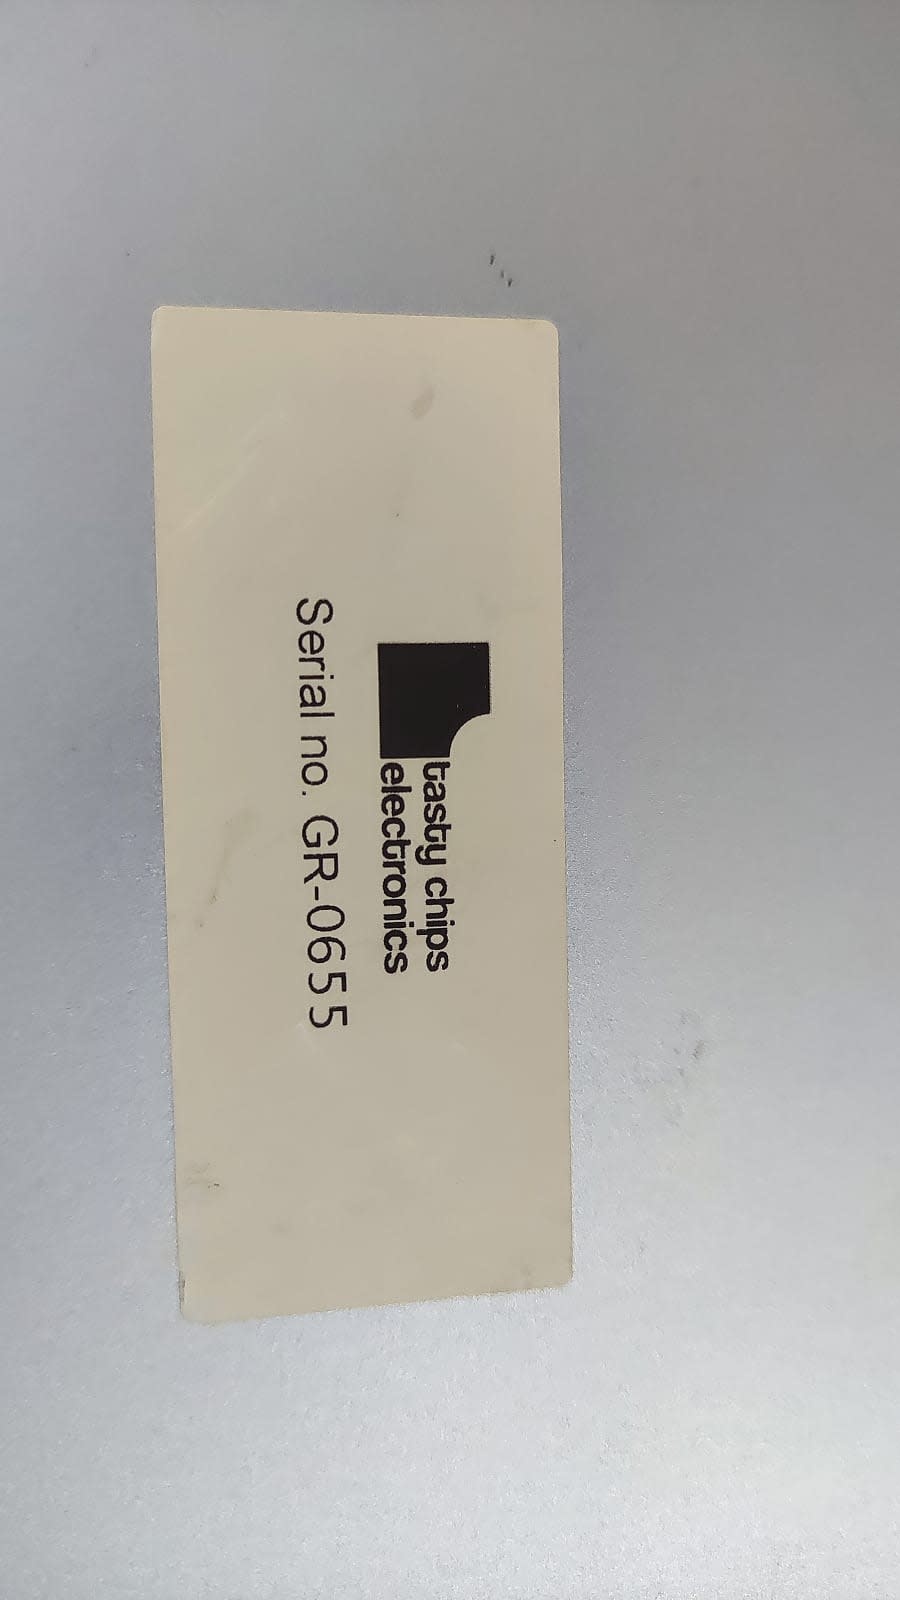 tasty chips
electronics
Serial no. GR-0655